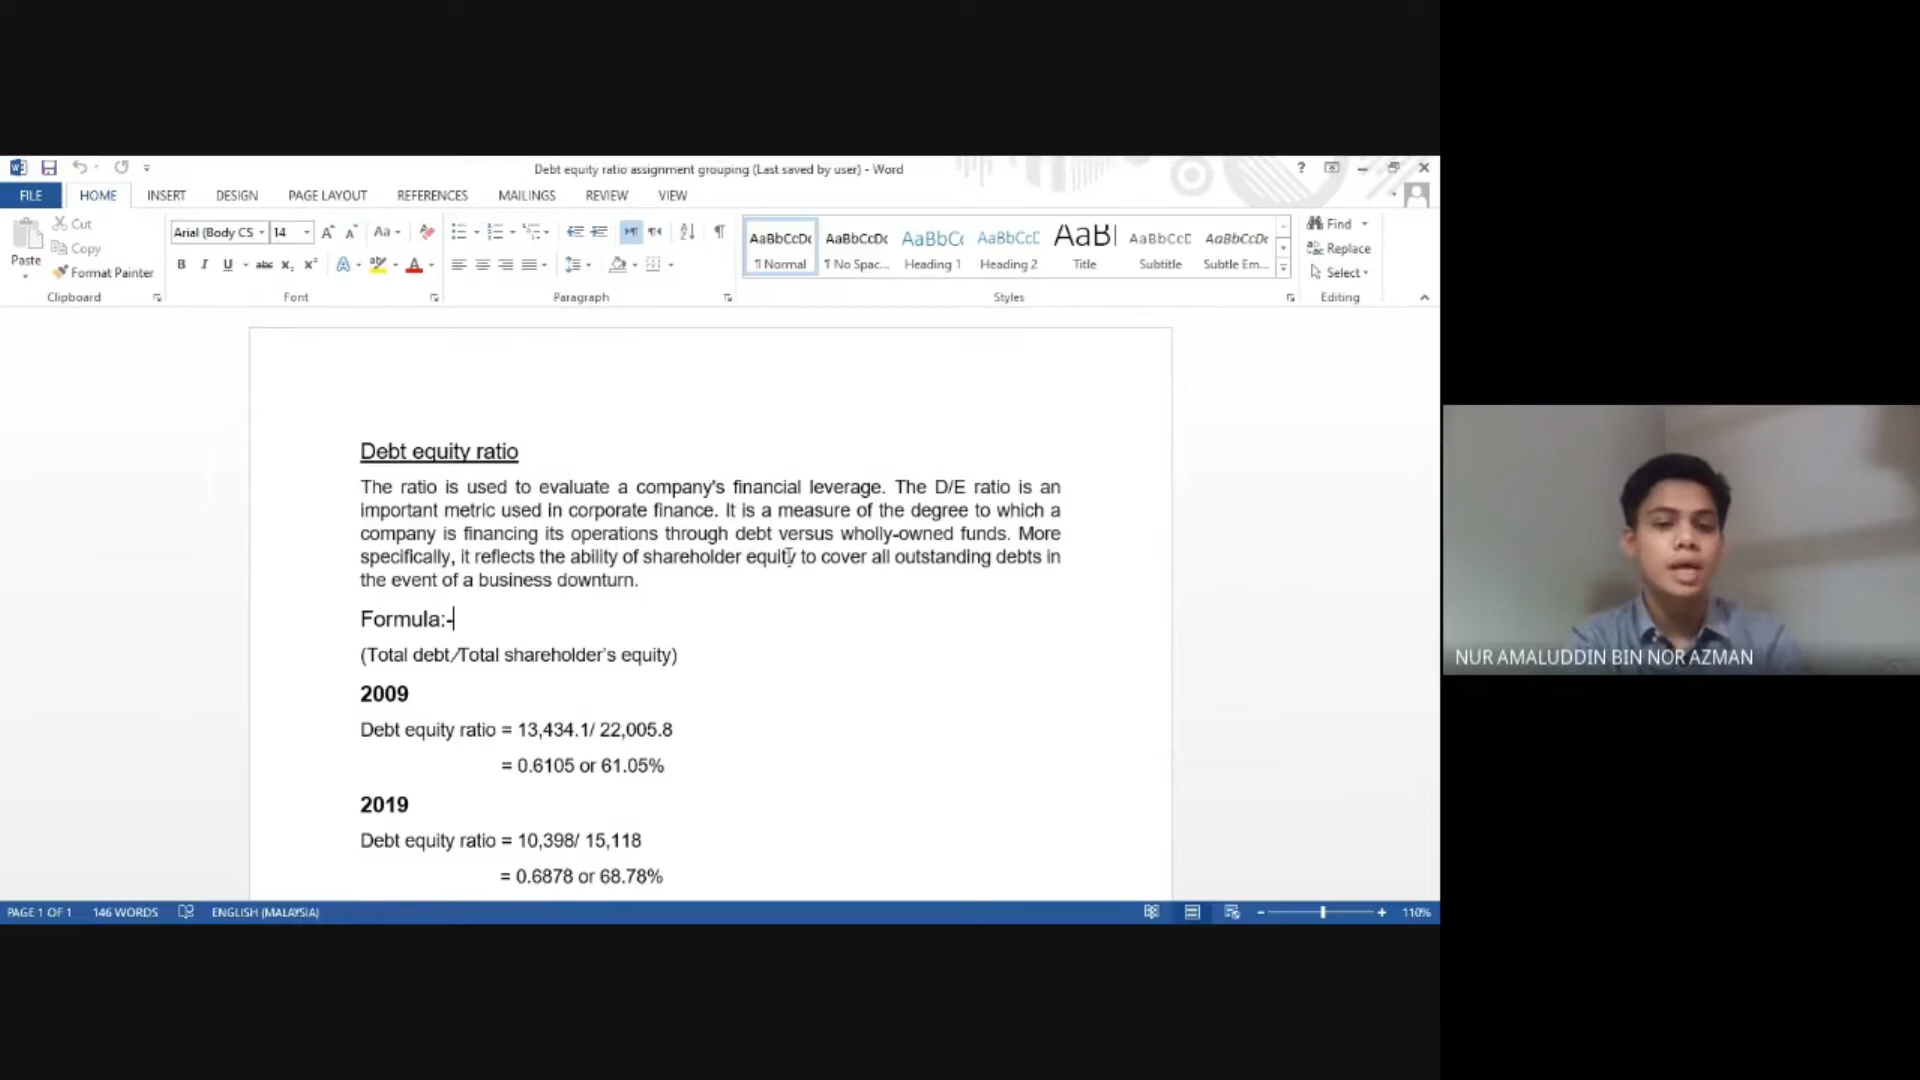 Debt equity ratio assignment grouping (Last saved by user) - Word
FILE HOME INSERT DESIGN PAGE LAYOUT REFERENCES MAILINGS REVIEW VIEW
Cut
Copy
Format Painter
Paste
Clipboard
Arial (Body CS 14
Font
Paragraph
AaBbCcDc AaBbCcDc AaBbCc AaBbCcC AaB AaBbCcC AaBbCcDc
¶ Normal ¶ No Spac... Heading 1 Heading 2 Title Subtitle Subtle Em...
Styles
Find
Replace
Select
Editing
Debt equity ratio
The ratio is used to evaluate a company's financial leverage. The D/E ratio is an
important metric used in corporate finance. It is a measure of the degree to which a
company is financing its operations through debt versus wholly-owned funds. More
specifically, it reflects the ability of shareholder equity to cover all outstanding debts in
the event of a business downturn.
Formula:-
(Total debt/Total shareholder's equity)
2009
Debt equity ratio = 13,434.1/ 22,005.8
= 0.6105 or 61.05%
2019
Debt equity ratio = 10,398/ 15,118
= 0.6878 or 68.78%
PAGE 1 OF 1 146 WORDS ENGLISH (MALAYSIA) 110%
NUR AMALUDDIN BIN NOR AZMAN